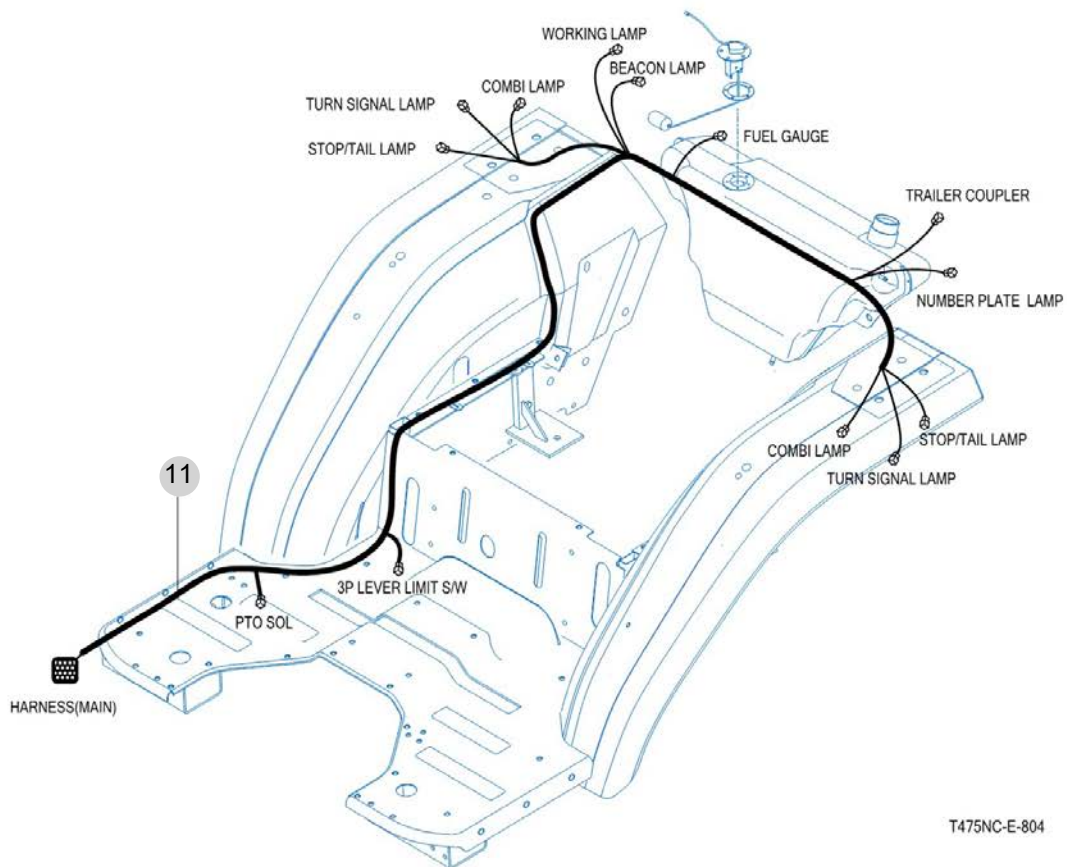 WORKING LAMP
BEACON LAMP
COMBI LAMP
TURN SIGNAL LAMP
STOP/TAIL LAMP
FUEL GAUGE
TRAILER COUPLER
NUMBER PLATE LAMP
STOP/TAIL LAMP
COMBI LAMP
TURN SIGNAL LAMP
11
3P LEVER LIMIT S/W
PTO SOL
HARNESS(MAIN)
T475NC-E-804